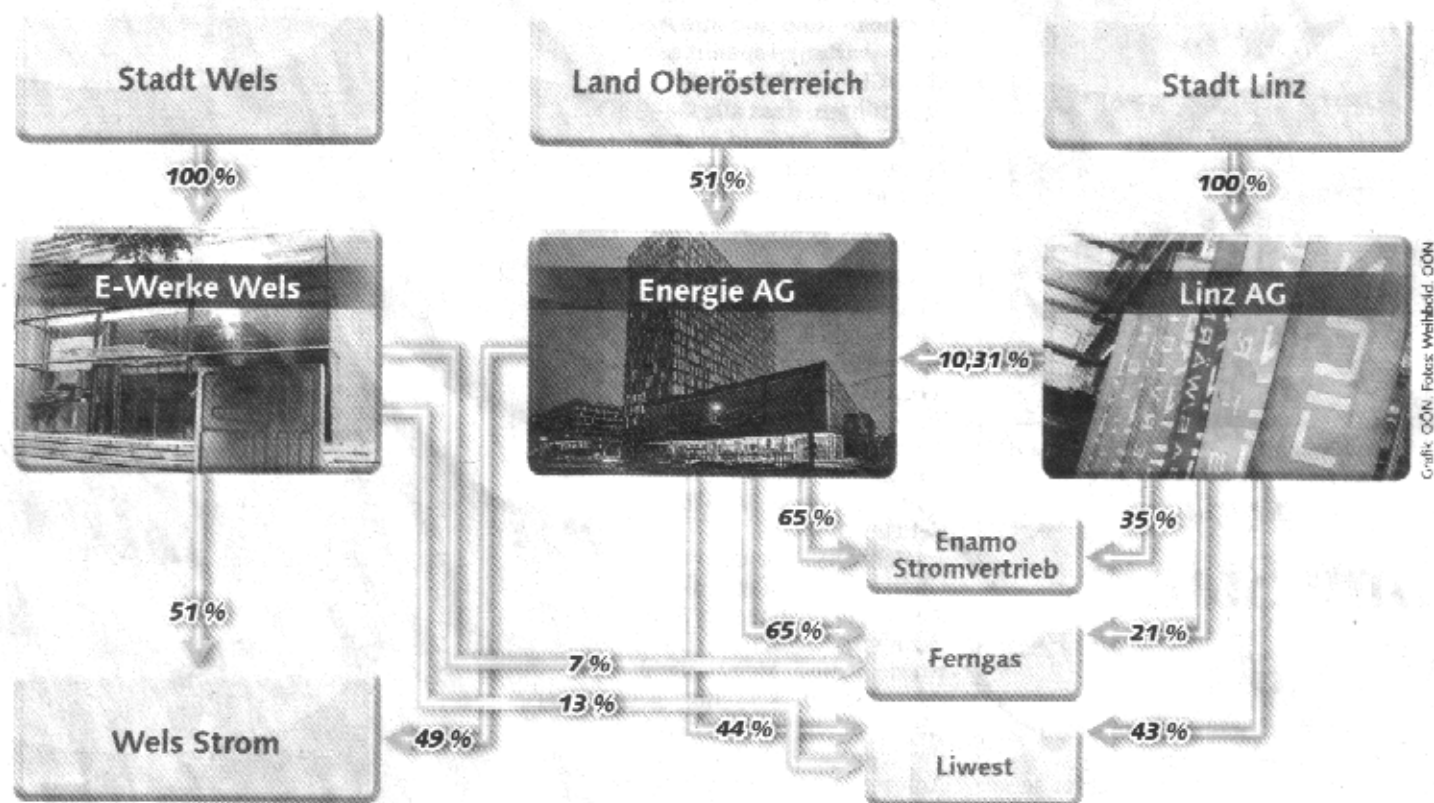 Stadt Wels
Land Oberösterreich
Stadt Linz
100 %
51 %
100 %
E-Werke Wels
Energie AG
Linz AG
10,31 %
65 %
35 %
Enamo
Stromvertrieb
51 %
65 %
21 %
Ferngas
7 %
13 %
Wels Strom
49 %
44 %
43 %
Liwest
Grafik: OÖN, Fotos: Weihbold, OÖN